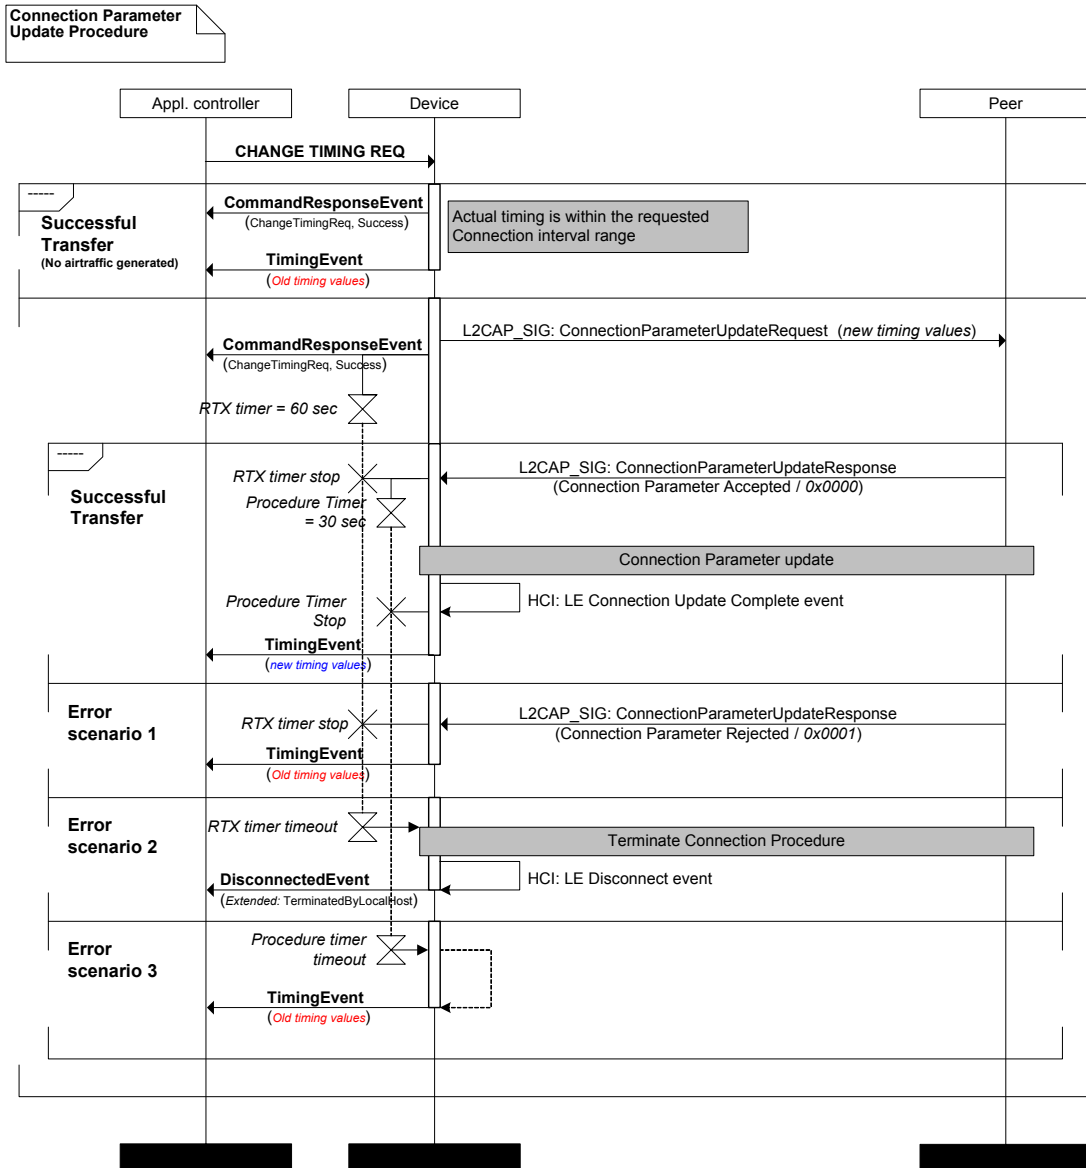 Connection Parameter
Update Procedure
Appl. controller
Device
Peer
CHANGE TIMING REQ
-----
Successful
Transfer
(No airtraffic generated)
CommandResponseEvent
(ChangeTimingReq, Success)
Actual timing is within the requested
Connection interval range
TimingEvent
(Old timing values)
L2CAP_SIG: ConnectionParameterUpdateRequest (new timing values)
CommandResponseEvent
(ChangeTimingReq, Success)
RTX timer = 60 sec
-----
Successful
Transfer
L2CAP_SIG: ConnectionParameterUpdateResponse
(Connection Parameter Accepted / 0x0000)
RTX timer stop
Procedure Timer
= 30 sec
Connection Parameter update
HCI: LE Connection Update Complete event
Procedure Timer
Stop
TimingEvent
(new timing values)
Error
scenario 1
L2CAP_SIG: ConnectionParameterUpdateResponse
(Connection Parameter Rejected / 0x0001)
RTX timer stop
TimingEvent
(Old timing values)
Error
scenario 2
RTX timer timeout
Terminate Connection Procedure
HCI: LE Disconnect event
DisconnectedEvent
(Extended: TerminatedByLocalHost)
Error
scenario 3
Procedure timer
timeout
TimingEvent
(Old timing values)